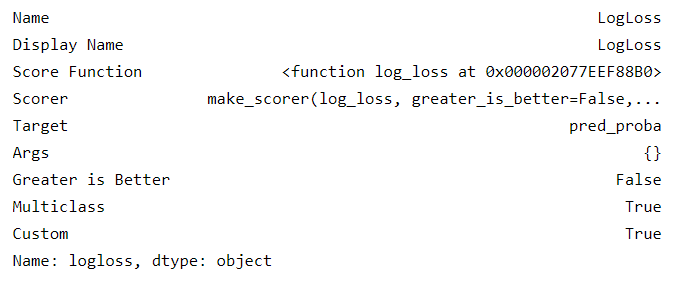 Name LogLoss
Display Name LogLoss
Score Function <function log_loss at 0x000002077EEF88B0>
Scorer make_scorer(log_loss, greater_is_better=False,...
Target pred_proba
Args {}
Greater is Better False
Multiclass True
Custom True
Name: logloss, dtype: object